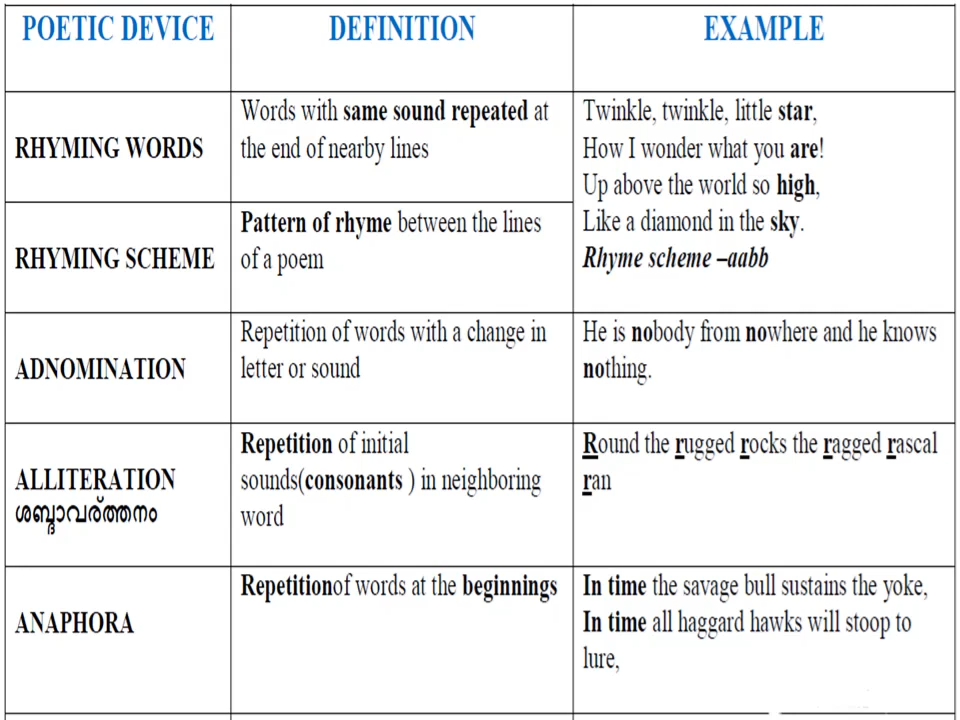 POETIC DEVICE
DEFINITION
EXAMPLE
RHYMING WORDS
Words with same sound repeated at
the end of nearby lines
Twinkle, twinkle, little star,
How I wonder what you are!
Up above the world so high,
Like a diamond in the sky.
Rhyme scheme –aabb
RHYMING SCHEME
Pattern of rhyme between the lines
of a poem
ADNOMINATION
Repetition of words with a change in
letter or sound
He is nobody from nowhere and he knows
nothing.
ALLITERATION
ശബ്ദാവര്ത്തനം
Repetition of initial
sounds(consonants ) in neighboring
word
Round the rugged rocks the ragged rascal
ran
ANAPHORA
Repetitionof words at the beginnings
In time the savage bull sustains the yoke,
In time all haggard hawks will stoop to
lure,